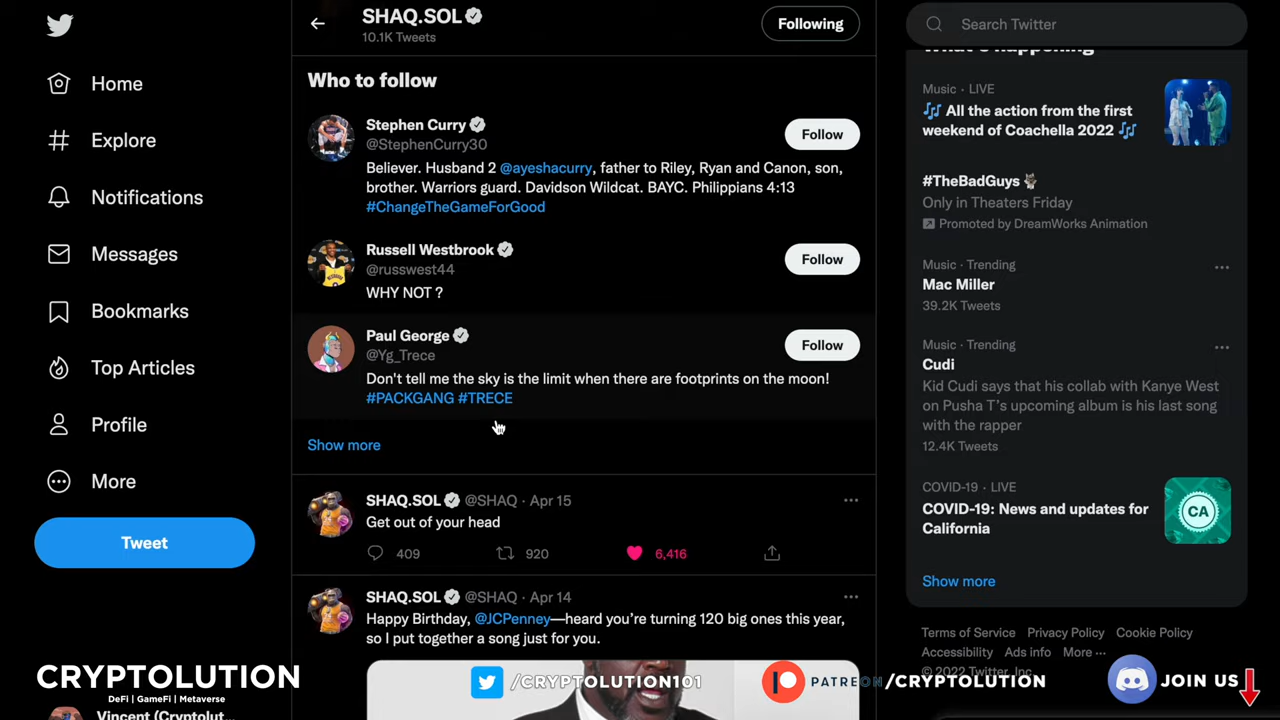 SHAQ.SOL
10.1K Tweets
Following
Search Twitter
Home
Explore
Notifications
Messages
Bookmarks
Top Articles
Profile
More
Tweet
Who to follow
Stephen Curry
@StephenCurry30
Follow
Believer. Husband 2 @ayeshacurry, father to Riley, Ryan and Canon, son,
brother. Warriors guard. Davidson Wildcat. BAYC. Philippians 4:13
#ChangeTheGameForGood
Russell Westbrook
@russwest44
Follow
WHY NOT ?
Paul George
@Yg_Trece
Follow
Don't tell me the sky is the limit when there are footprints on the moon!
#PACKGANG #TRECE
Show more
SHAQ.SOL @SHAQ · Apr 15
Get out of your head
409 920 6,416
SHAQ.SOL @SHAQ · Apr 14
Happy Birthday, @JCPenney—heard you're turning 120 big ones this year,
so I put together a song just for you.
What's happening
Music · LIVE
🎶 All the action from the first
weekend of Coachella 2022 🎶
#TheBadGuys
Only in Theaters Friday
Promoted by DreamWorks Animation
Music · Trending
Mac Miller
39.2K Tweets
Music · Trending
Cudi
Kid Cudi says that his collab with Kanye West
on Pusha T's upcoming album is his last song
with the rapper
12.4K Tweets
COVID-19 · LIVE
COVID-19: News and updates for
California
CA
Show more
Terms of Service Privacy Policy Cookie Policy
Accessibility Ads info More ···
© 2022 Twitter, Inc.
CRYPTOLUTION
DeFi | GameFi | Metaverse
Vincent (Cryptolut...
/CRYPTOLUTION101
PATREON/CRYPTOLUTION
JOIN US